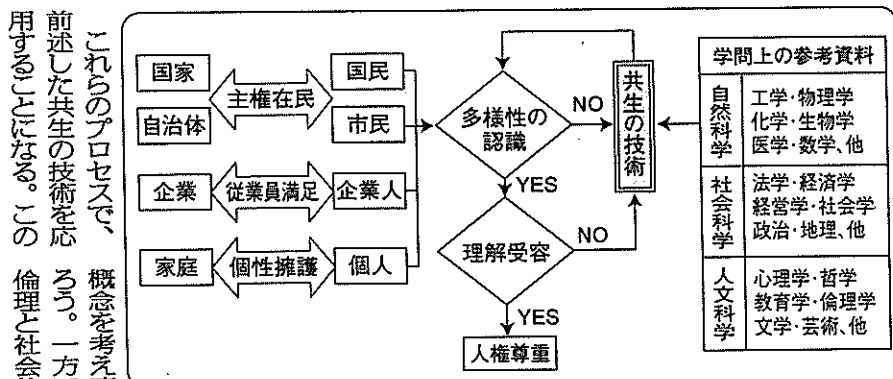 国家
自治体
主権在民
国民
市民
企業
従業員満足
企業人
家庭
個性擁護
個人
多様性の
認識
NO
YES
理解受容
NO
YES
人権尊重
共生の技術
学問上の参考資料
自然科学
工学・物理学
化学・生物学
医学・数学、他
社会科学
法学・経済学
経営学・社会学
政治・地理、他
人文科学
心理学・哲学
教育学・倫理学
文学・芸術、他
これらのプロセスで、
前述した共生の技術を応
用することになる。この
概念を考え
ろう。一方
倫理と社会